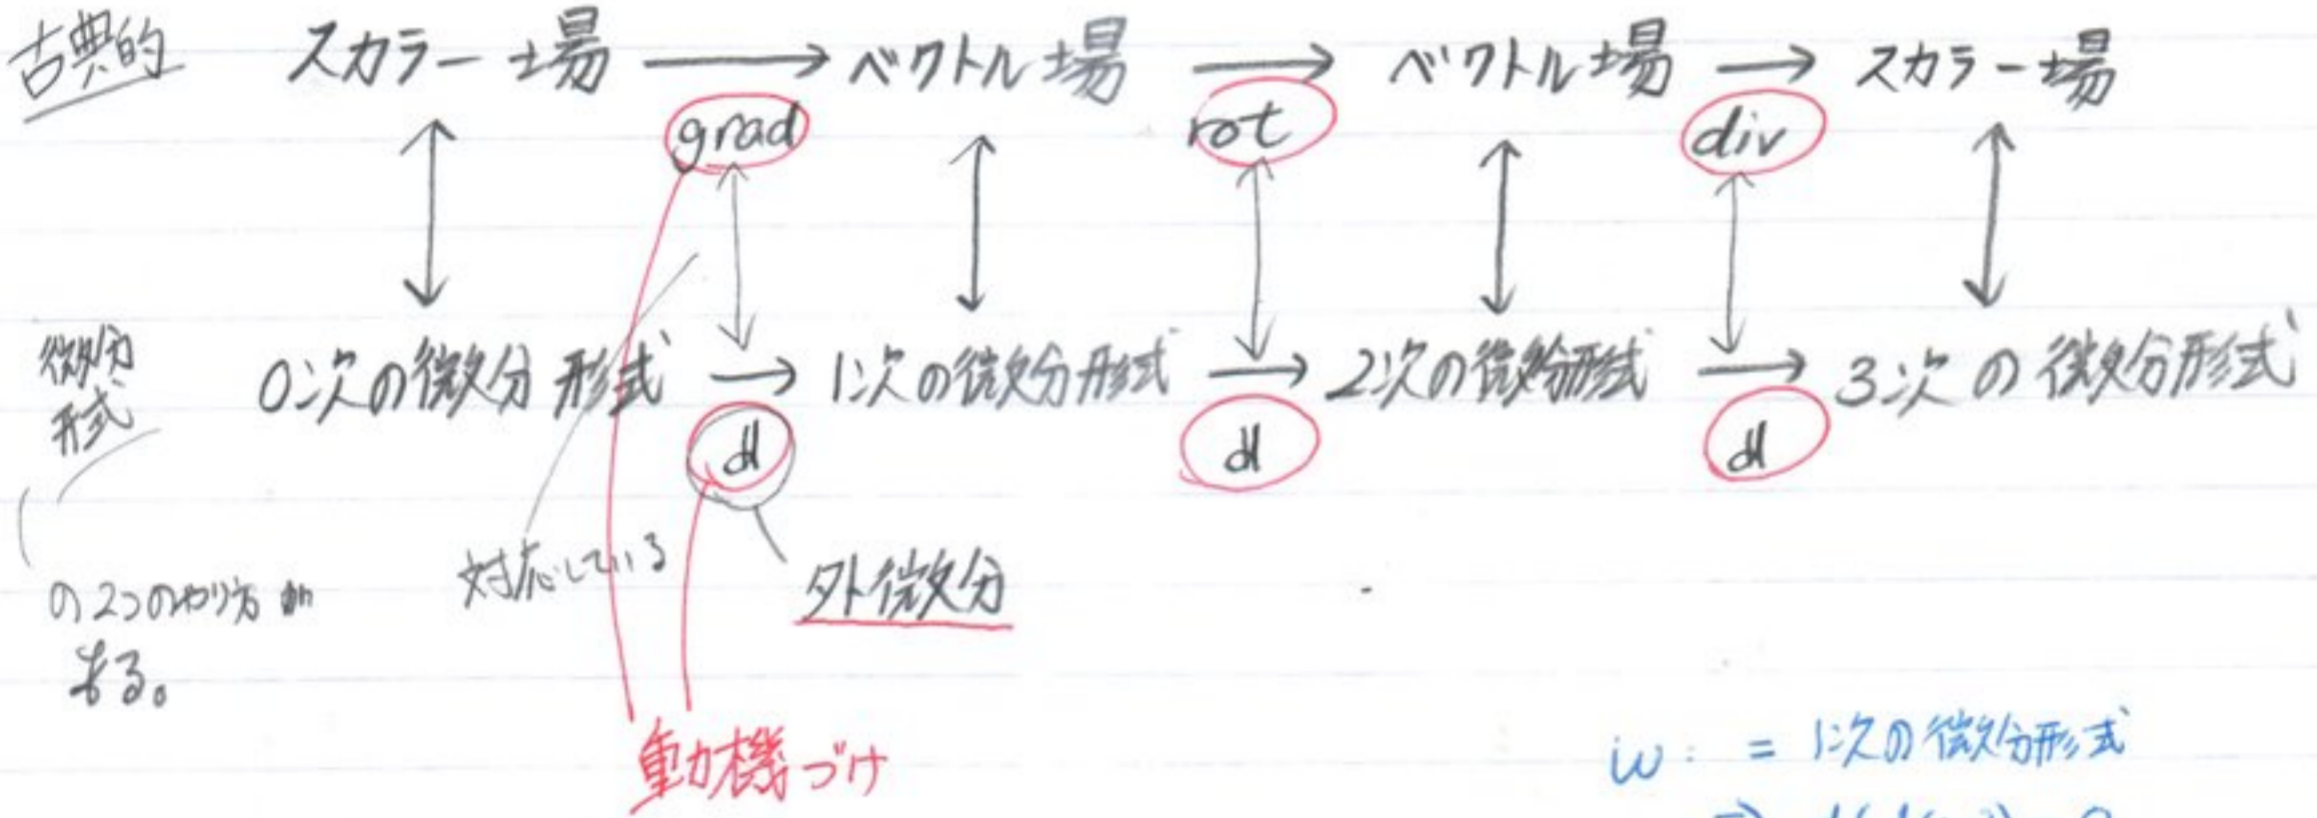 古典的 スカラー場 → ベクトル場 → ベクトル場 → スカラー場
grad rot div
微分形式 0次の微分形式 → 1次の微分形式 → 2次の微分形式 → 3次の微分形式
d d d
の2つのやり方が
ある。
対応している
外微分
動機づけ
ω : = 1次の微分形式